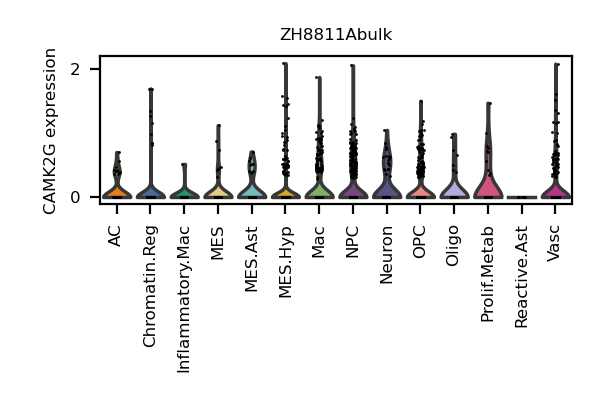 ZH8811Abulk
CAMK2G expression
2
0
AC
Chromatin.Reg
Inflammatory.Mac
MES
MES.Ast
MES.Hyp
Mac
NPC
Neuron
OPC
Oligo
Prolif.Metab
Reactive.Ast
Vasc